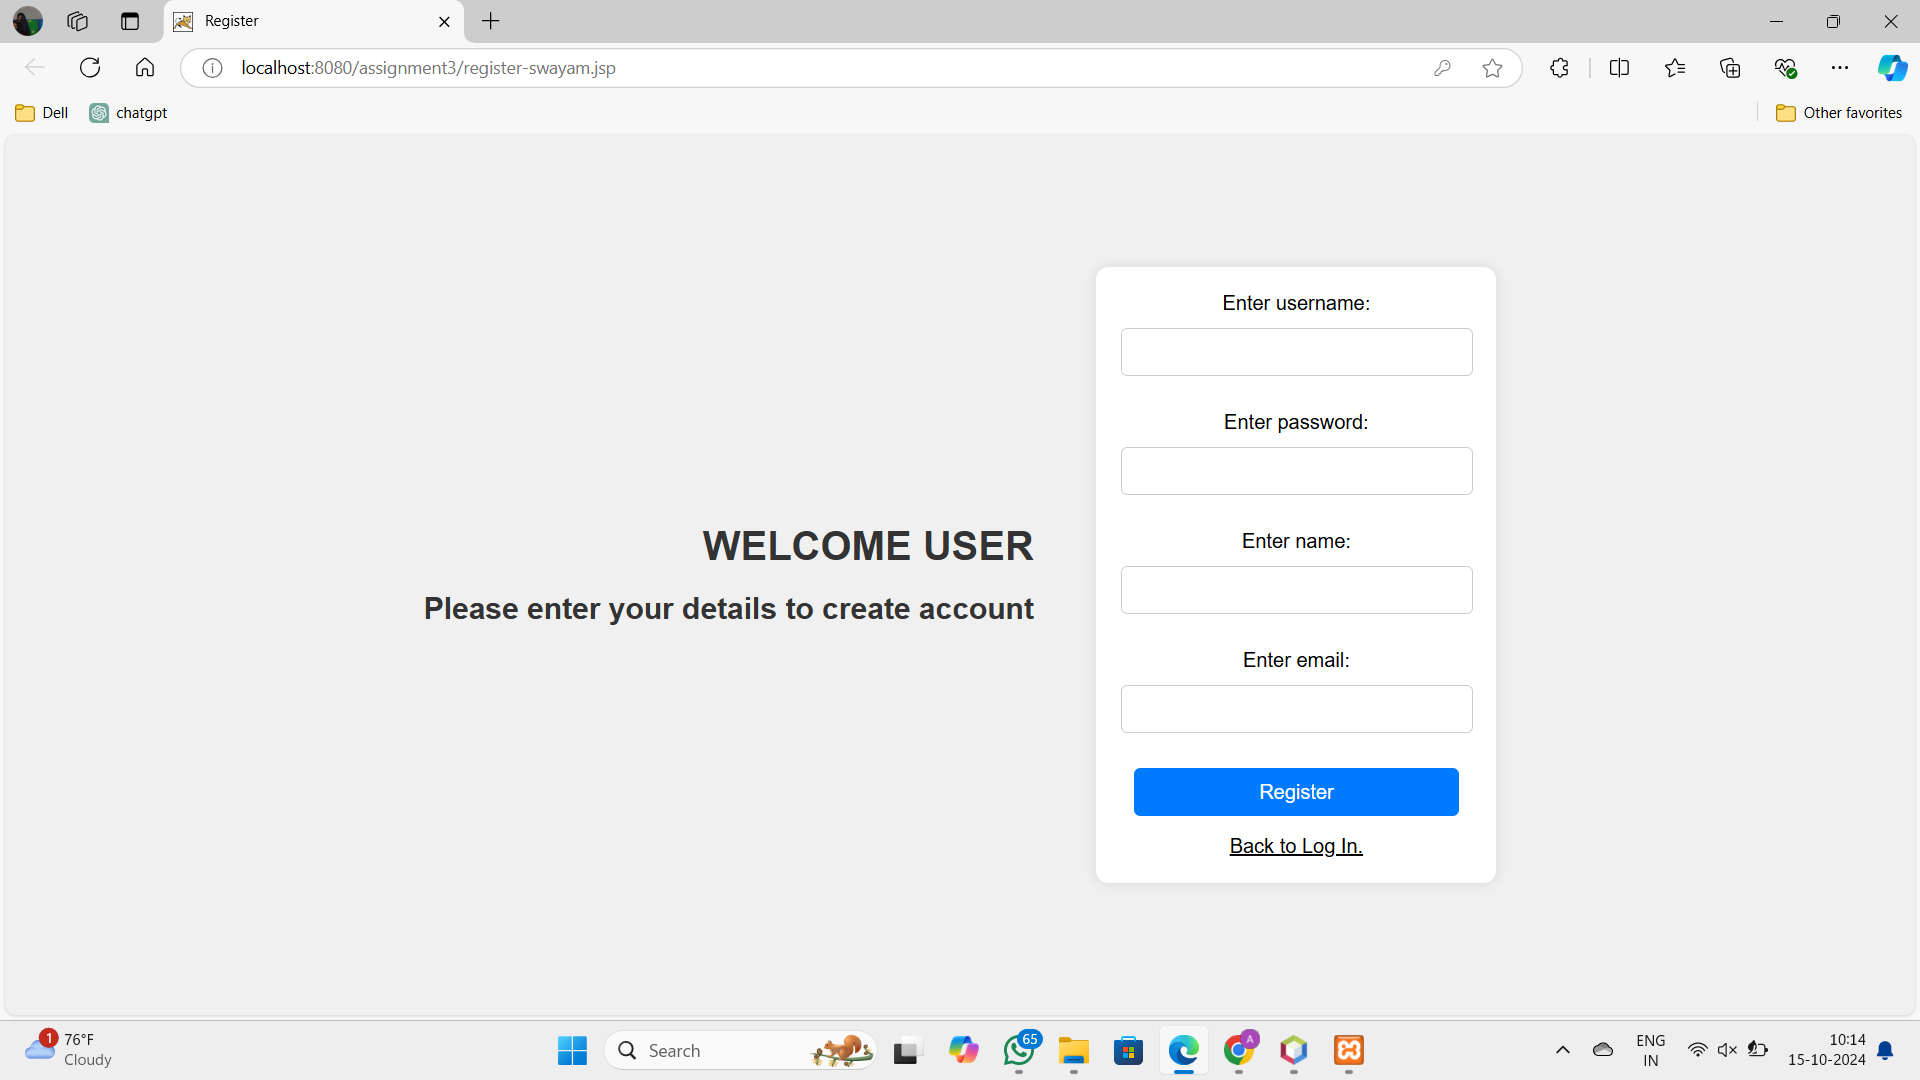 Register
localhost:8080/assignment3/register-swayam.jsp
Dell
chatgpt
Other favorites
Enter username:
Enter password:
WELCOME USER
Enter name:
Please enter your details to create account
Enter email:
Register
Back to Log In.
1
76°F
Cloudy
Search
65
A
ENG
IN
10:14
15-10-2024